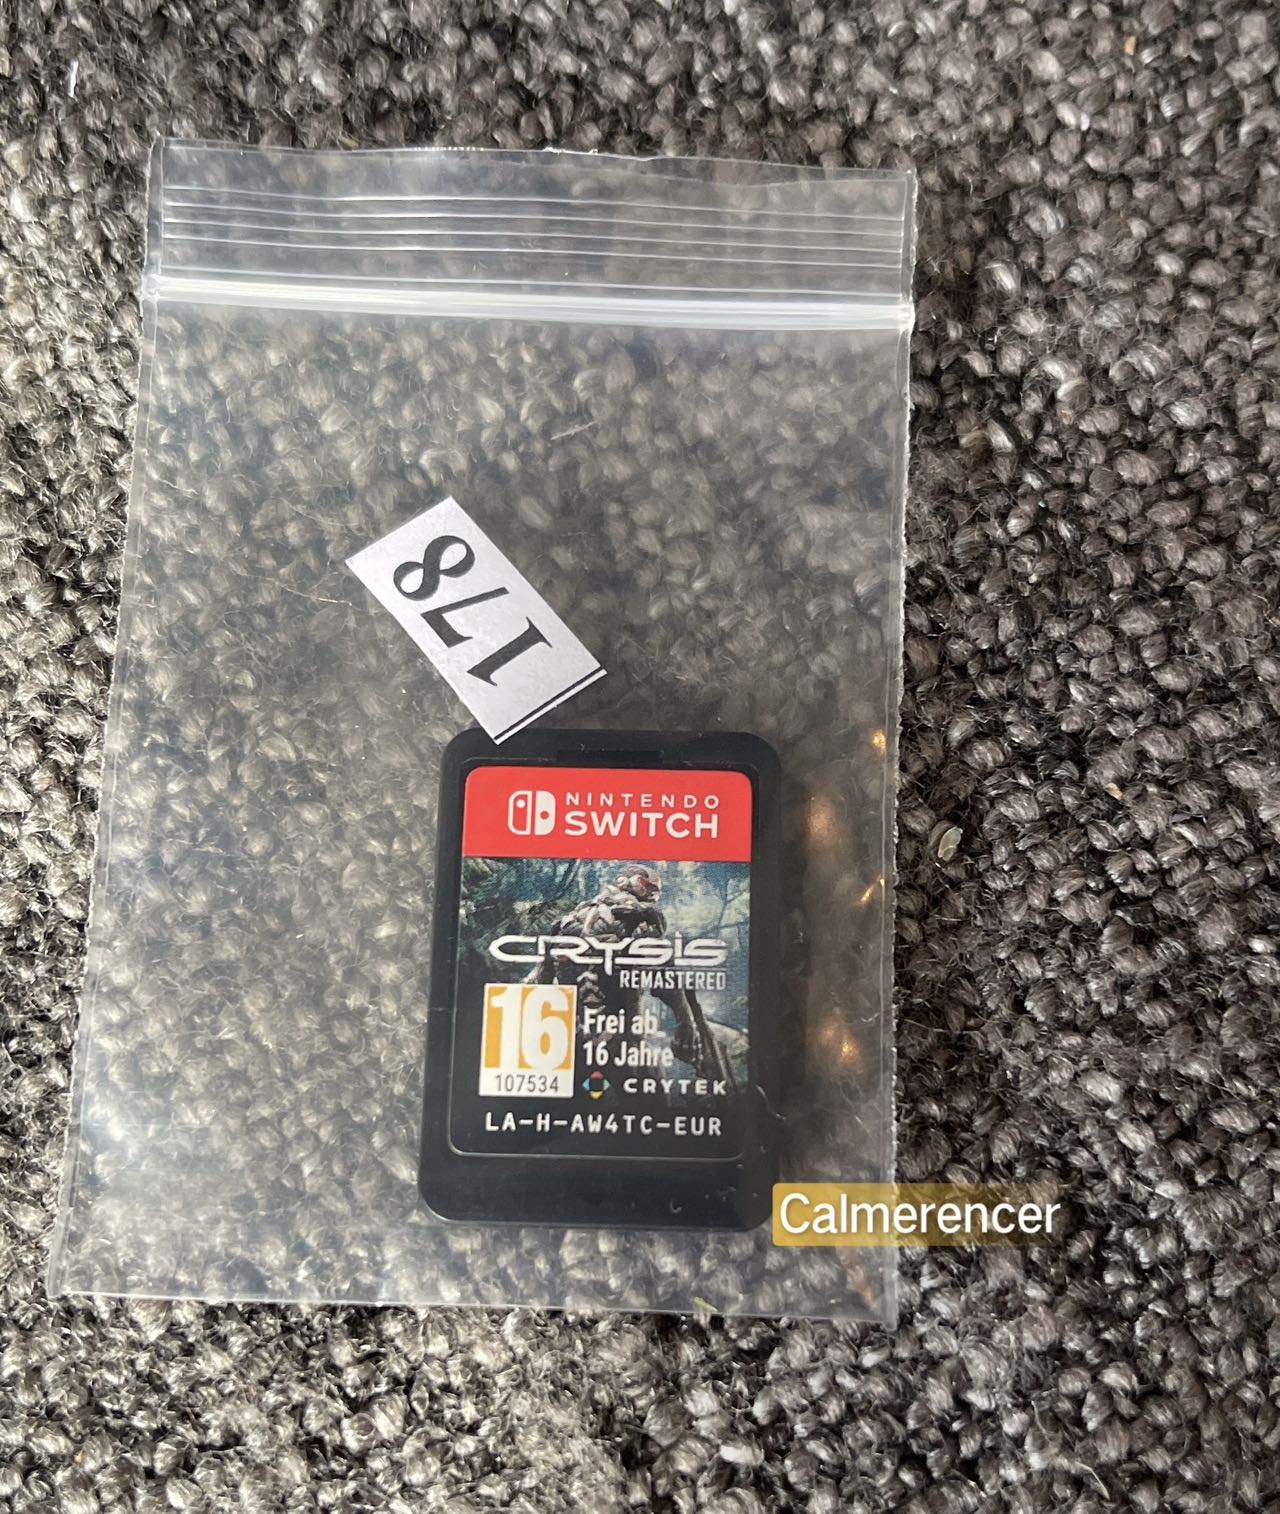 178
NINTENDO
SWITCH
CRYSIS
REMASTERED
16
Frei ab
16 Jahre
107534
CRYTEK
LA-H-AW4TC-EUR
Calmerencer